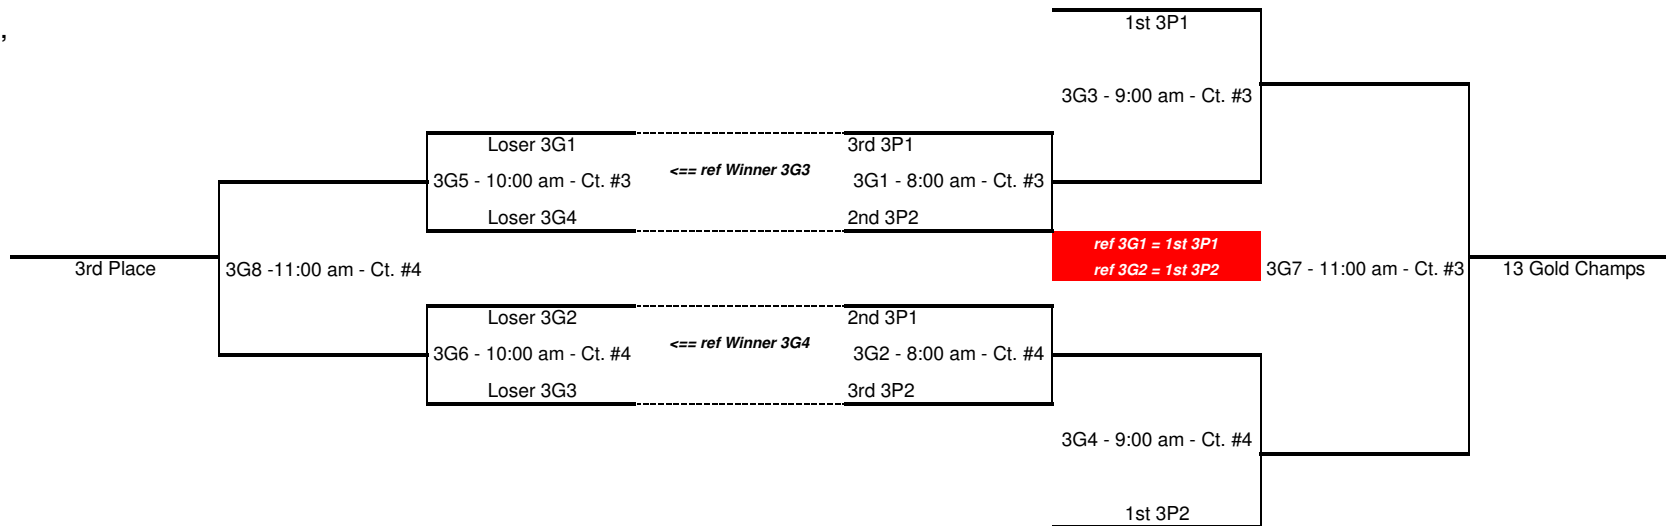 1st 3P1
,
3G3 - 9:00 am - Ct. #3
Loser 3G1
3rd 3P1
<== ref Winner 3G3
3G5 - 10:00 am - Ct. #3
3G1 - 8:00 am - Ct. #3
Loser 3G4
2nd 3P2
ref 3G1 = 1st 3P1
ref 3G2 = 1st 3P2
3rd Place
3G8 -11:00 am - Ct. #4
3G7 - 11:00 am - Ct. #3
13 Gold Champs
Loser 3G2
2nd 3P1
<== ref Winner 3G4
3G6 - 10:00 am - Ct. #4
3G2 - 8:00 am - Ct. #4
Loser 3G3
3rd 3P2
3G4 - 9:00 am - Ct. #4
1st 3P2